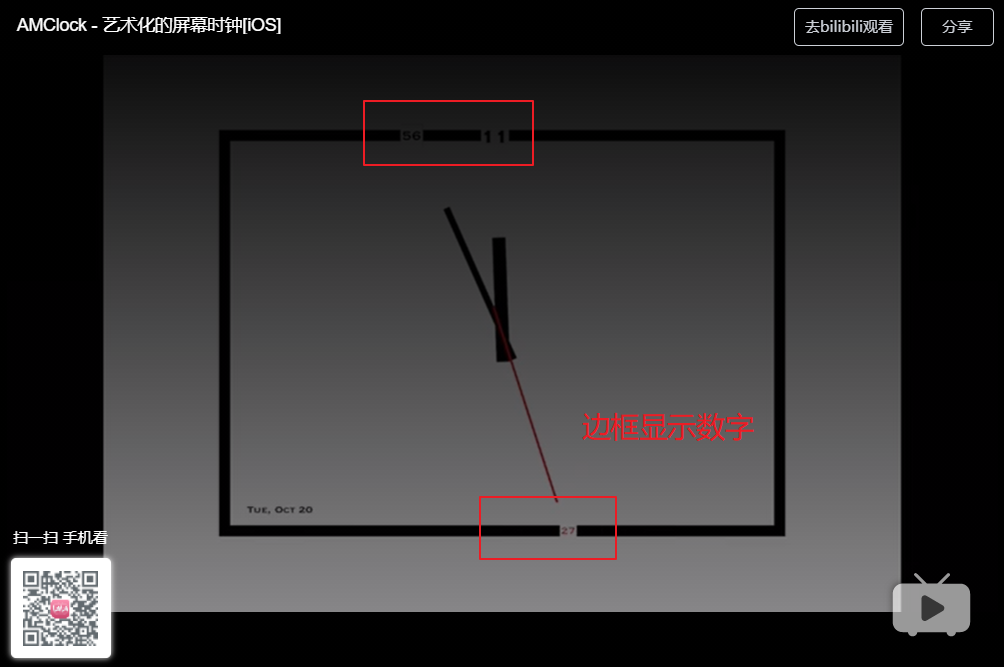 AMClock - 艺术化的屏幕时钟[iOS]
去bilibili观看
分享
56 11
边框显示数字
TUE, OCT 20
27
扫一扫 手机看